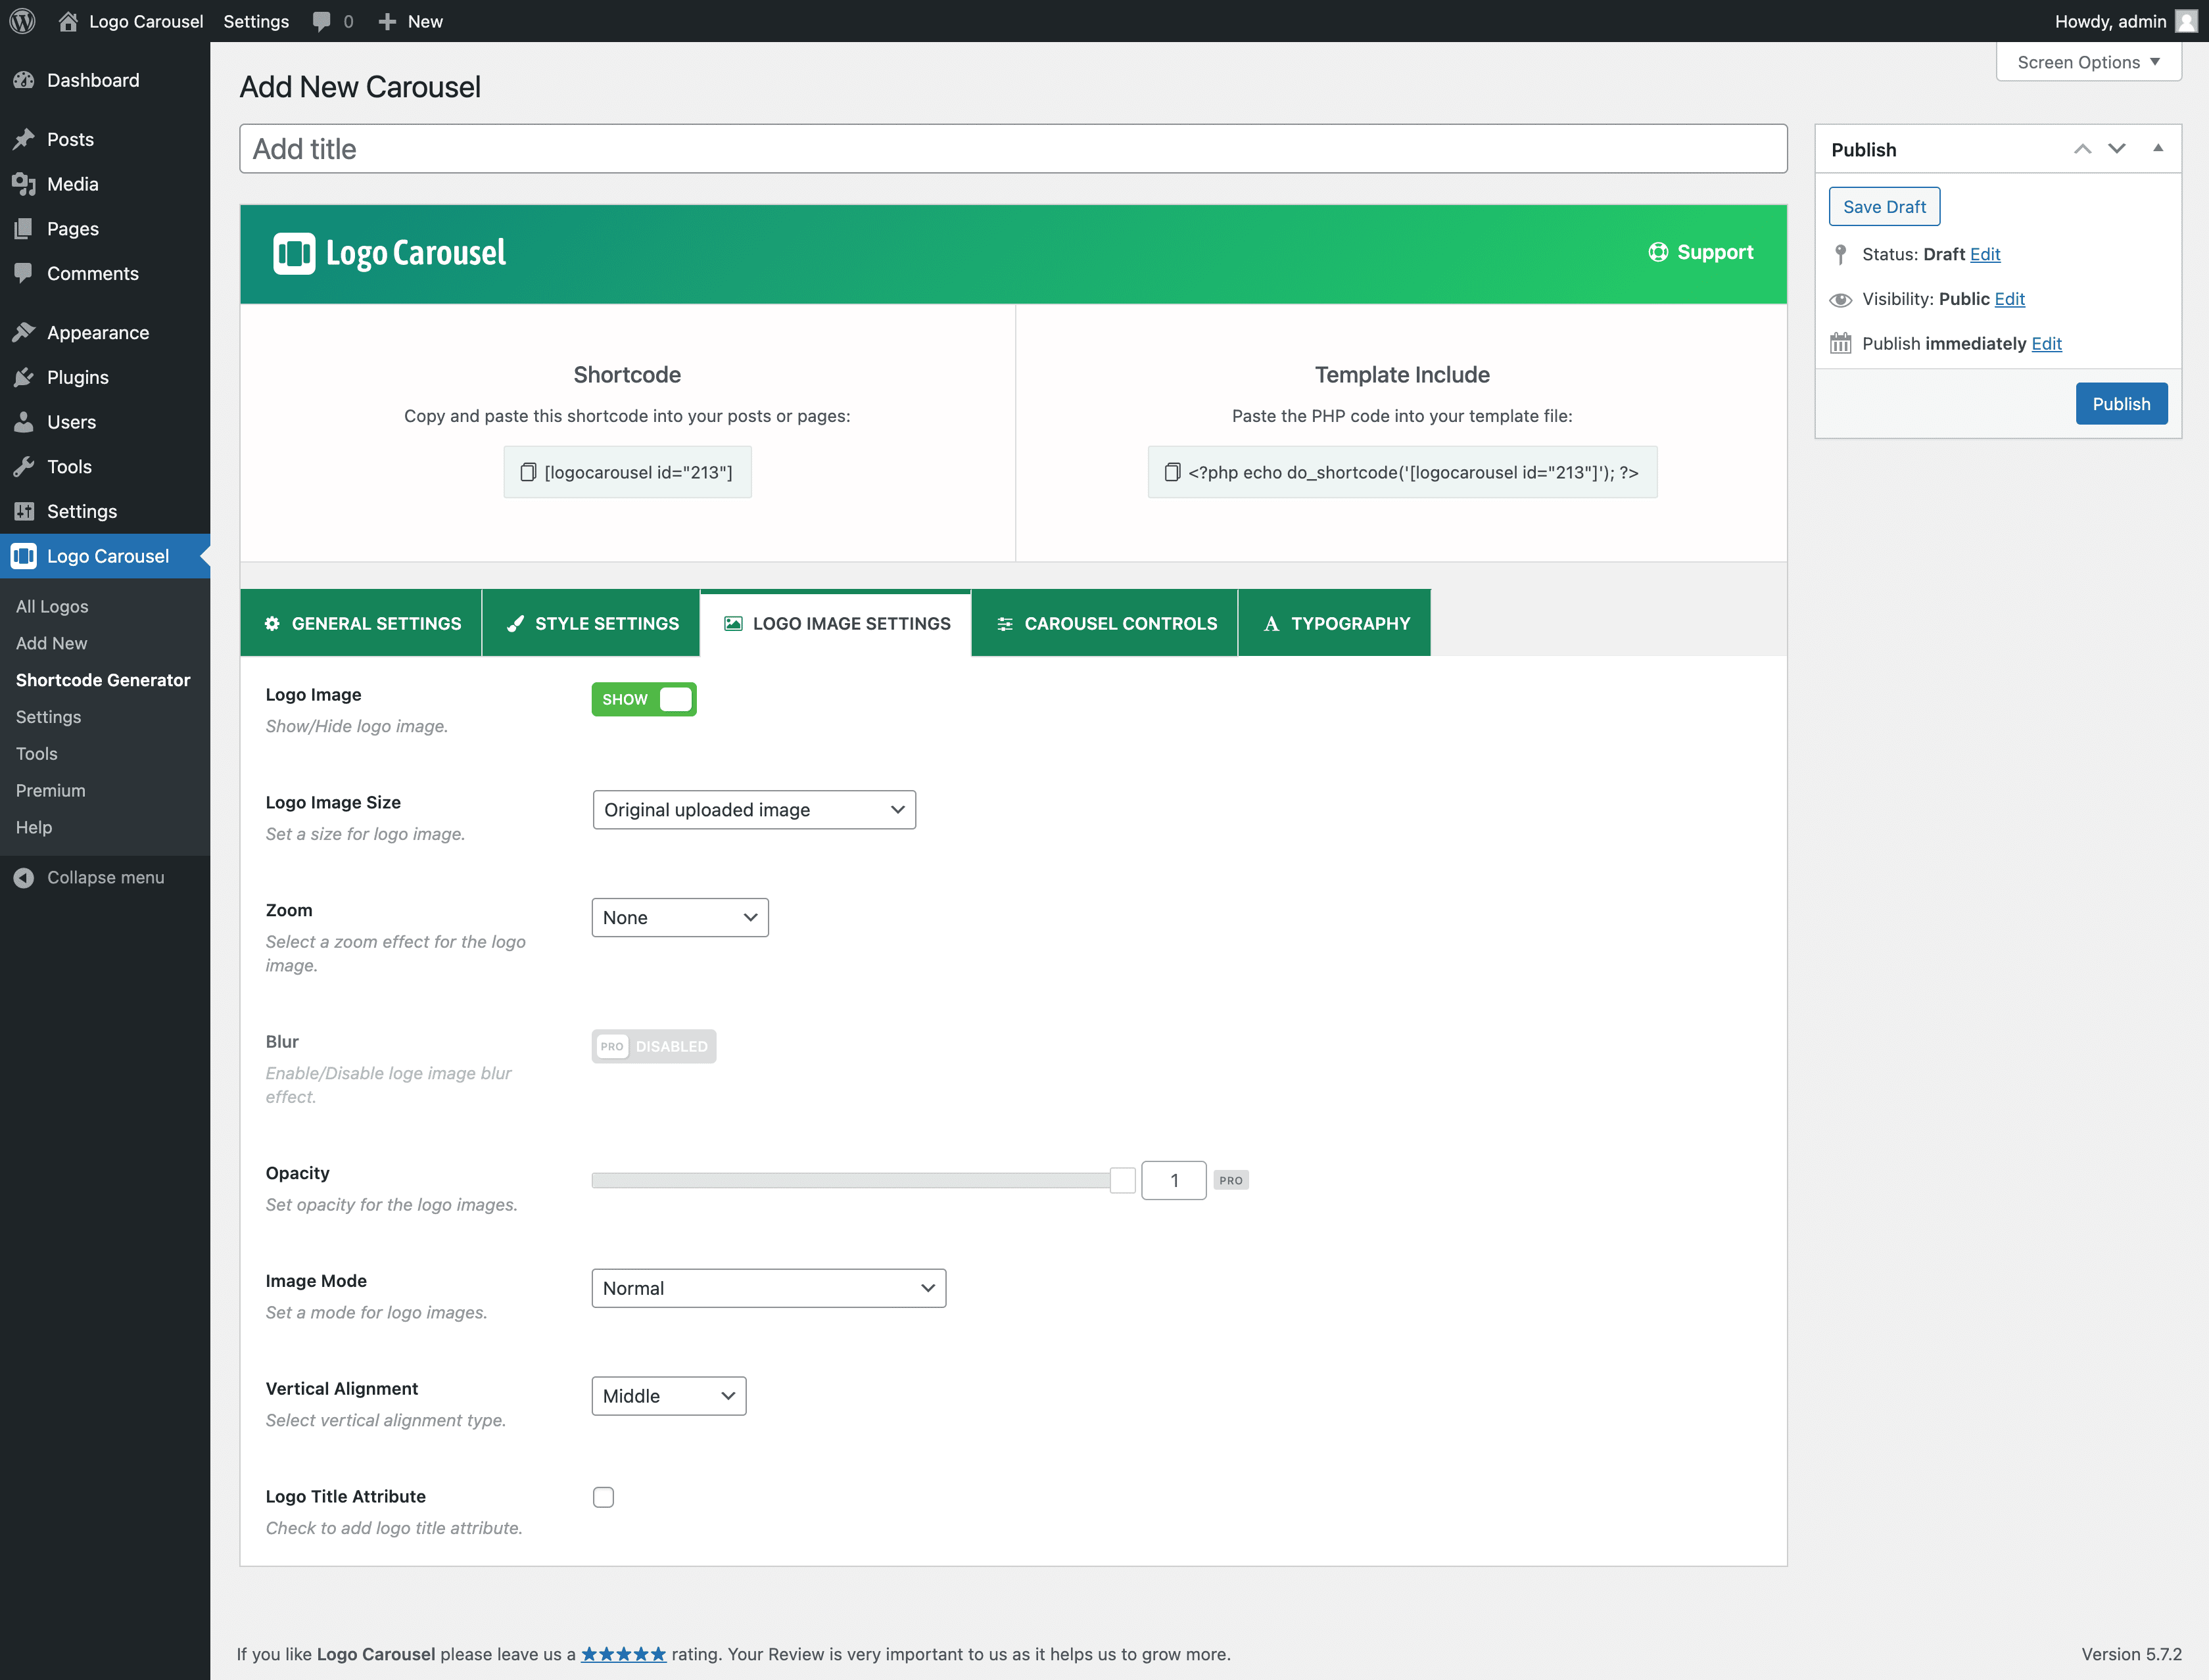 Logo Carousel Settings 0 New Howdy, admin
Screen Options
Dashboard
Posts
Media
Pages
Comments
Appearance
Plugins
Users
Tools
Settings
Logo Carousel
All Logos
Add New
Shortcode Generator
Settings
Tools
Premium
Help
Collapse menu
Add New Carousel
Add title
Logo Carousel
Support
Shortcode
Copy and paste this shortcode into your posts or pages:
[logocarousel id="213"]
Template Include
Paste the PHP code into your template file:
<?php echo do_shortcode('[logocarousel id="213"]'); ?>
GENERAL SETTINGS STYLE SETTINGS LOGO IMAGE SETTINGS CAROUSEL CONTROLS TYPOGRAPHY
Logo Image
Show/Hide logo image.
SHOW
Logo Image Size
Set a size for logo image.
Original uploaded image
Zoom
Select a zoom effect for the logo
image.
None
Blur
Enable/Disable loge image blur
effect.
PRO DISABLED
Opacity
Set opacity for the logo images.
1 PRO
Image Mode
Set a mode for logo images.
Normal
Vertical Alignment
Select vertical alignment type.
Middle
Logo Title Attribute
Check to add logo title attribute.
Publish
Save Draft
Status: Draft Edit
Visibility: Public Edit
Publish immediately Edit
Publish
If you like Logo Carousel please leave us a ★★★★★ rating. Your Review is very important to us as it helps us to grow more.
Version 5.7.2